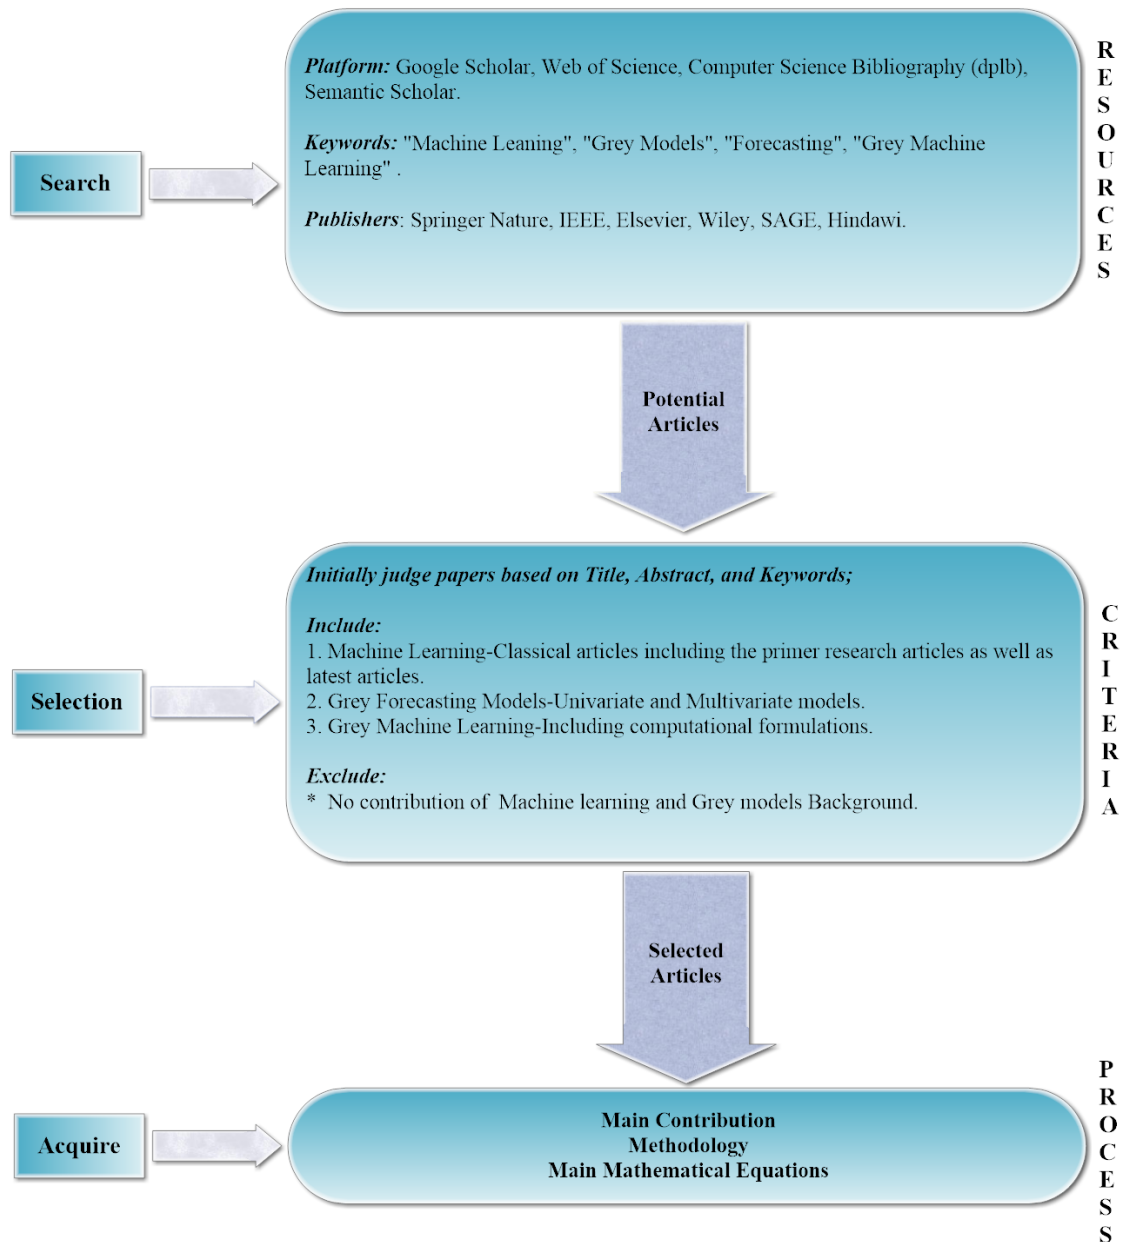 Search
Platform: Google Scholar, Web of Science, Computer Science Bibliography (dplb),
Semantic Scholar.
Keywords: "Machine Leaning", "Grey Models", "Forecasting", "Grey Machine
Learning" .
Publishers: Springer Nature, IEEE, Elsevier, Wiley, SAGE, Hindawi.
RESOURCES
Potential
Articles
Selection
Initially judge papers based on Title, Abstract, and Keywords;
Include:
1. Machine Learning-Classical articles including the primer research articles as well as
latest articles.
2. Grey Forecasting Models-Univariate and Multivariate models.
3. Grey Machine Learning-Including computational formulations.
Exclude:
* No contribution of Machine learning and Grey models Background.
CRITERIA
Selected
Articles
Acquire
Main Contribution
Methodology
Main Mathematical Equations
PROCESS